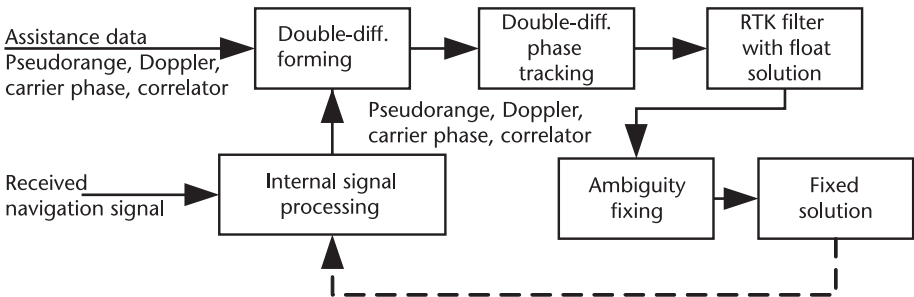 Assistance data
Pseudorange, Doppler,
carrier phase, correlator
Double-diff.
forming
Double-diff.
phase
tracking
RTK filter
with float
solution
Pseudorange, Doppler,
carrier phase, correlator
Received
navigation signal
Internal signal
processing
Ambiguity
fixing
Fixed
solution